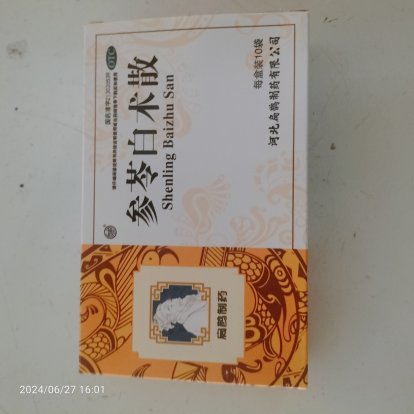 OTC
参苓白术散
Shenling Baizhu San
每盒装10袋
河北扁鹊制药有限公司
扁鹊制药
2024/06/27 16:01